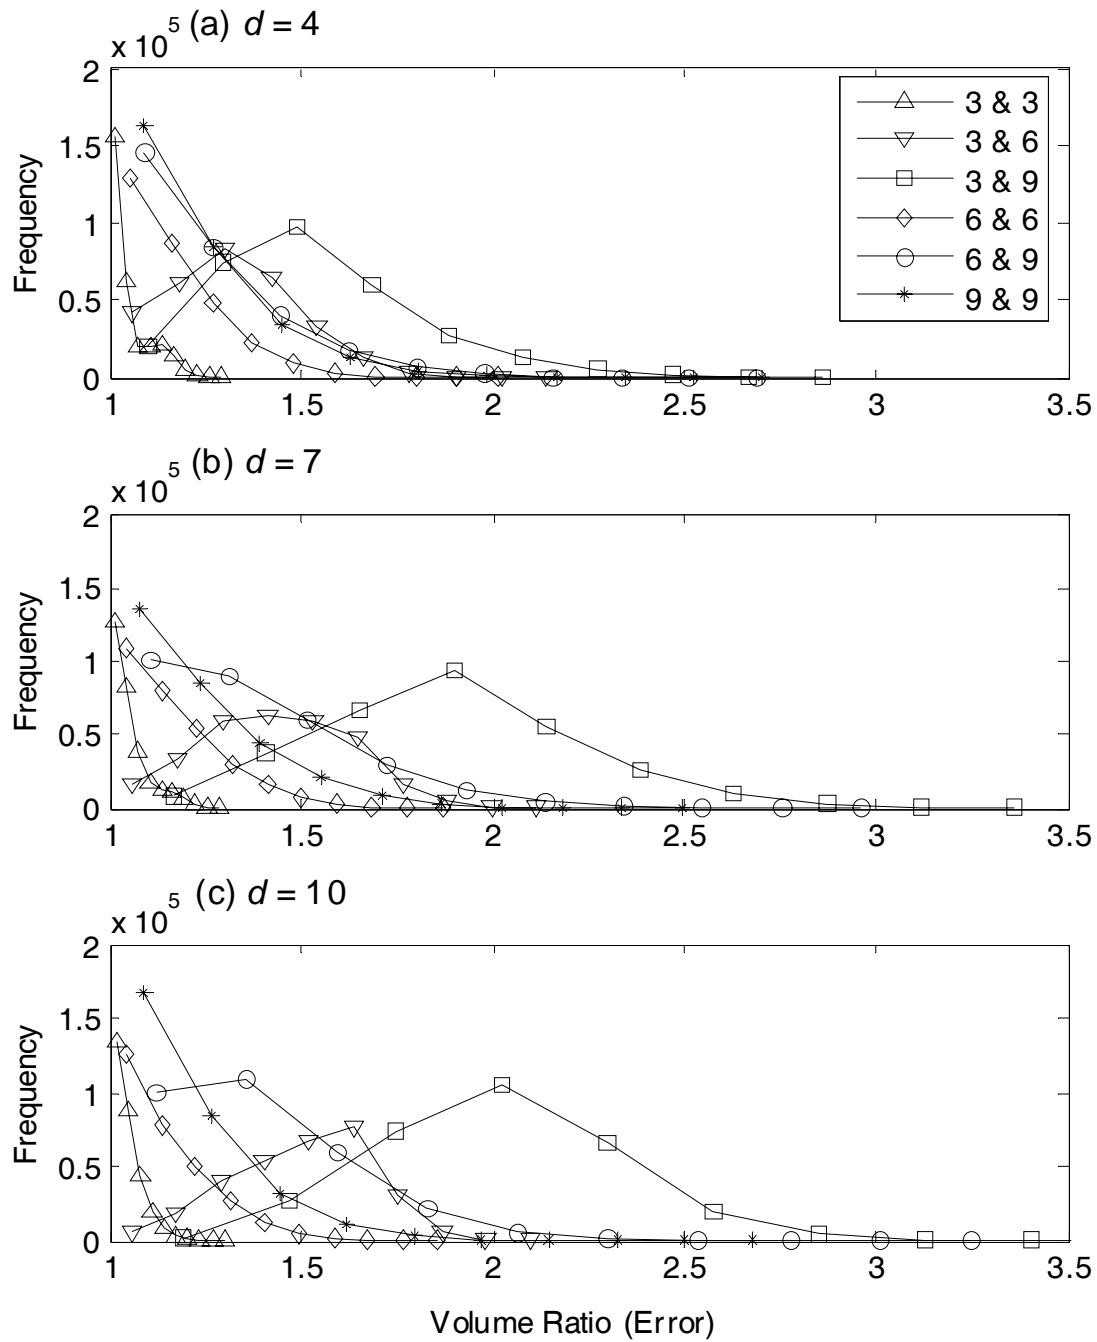 x 10^5 (a) d = 4
2
1.5
1
0.5
0
Frequency
3 & 3
3 & 6
3 & 9
6 & 6
6 & 9
9 & 9
1 1.5 2 2.5 3 3.5
x 10^5 (b) d = 7
2
1.5
1
0.5
0
Frequency
1 1.5 2 2.5 3 3.5
x 10^5 (c) d = 10
2
1.5
1
0.5
0
Frequency
1 1.5 2 2.5 3 3.5
Volume Ratio (Error)